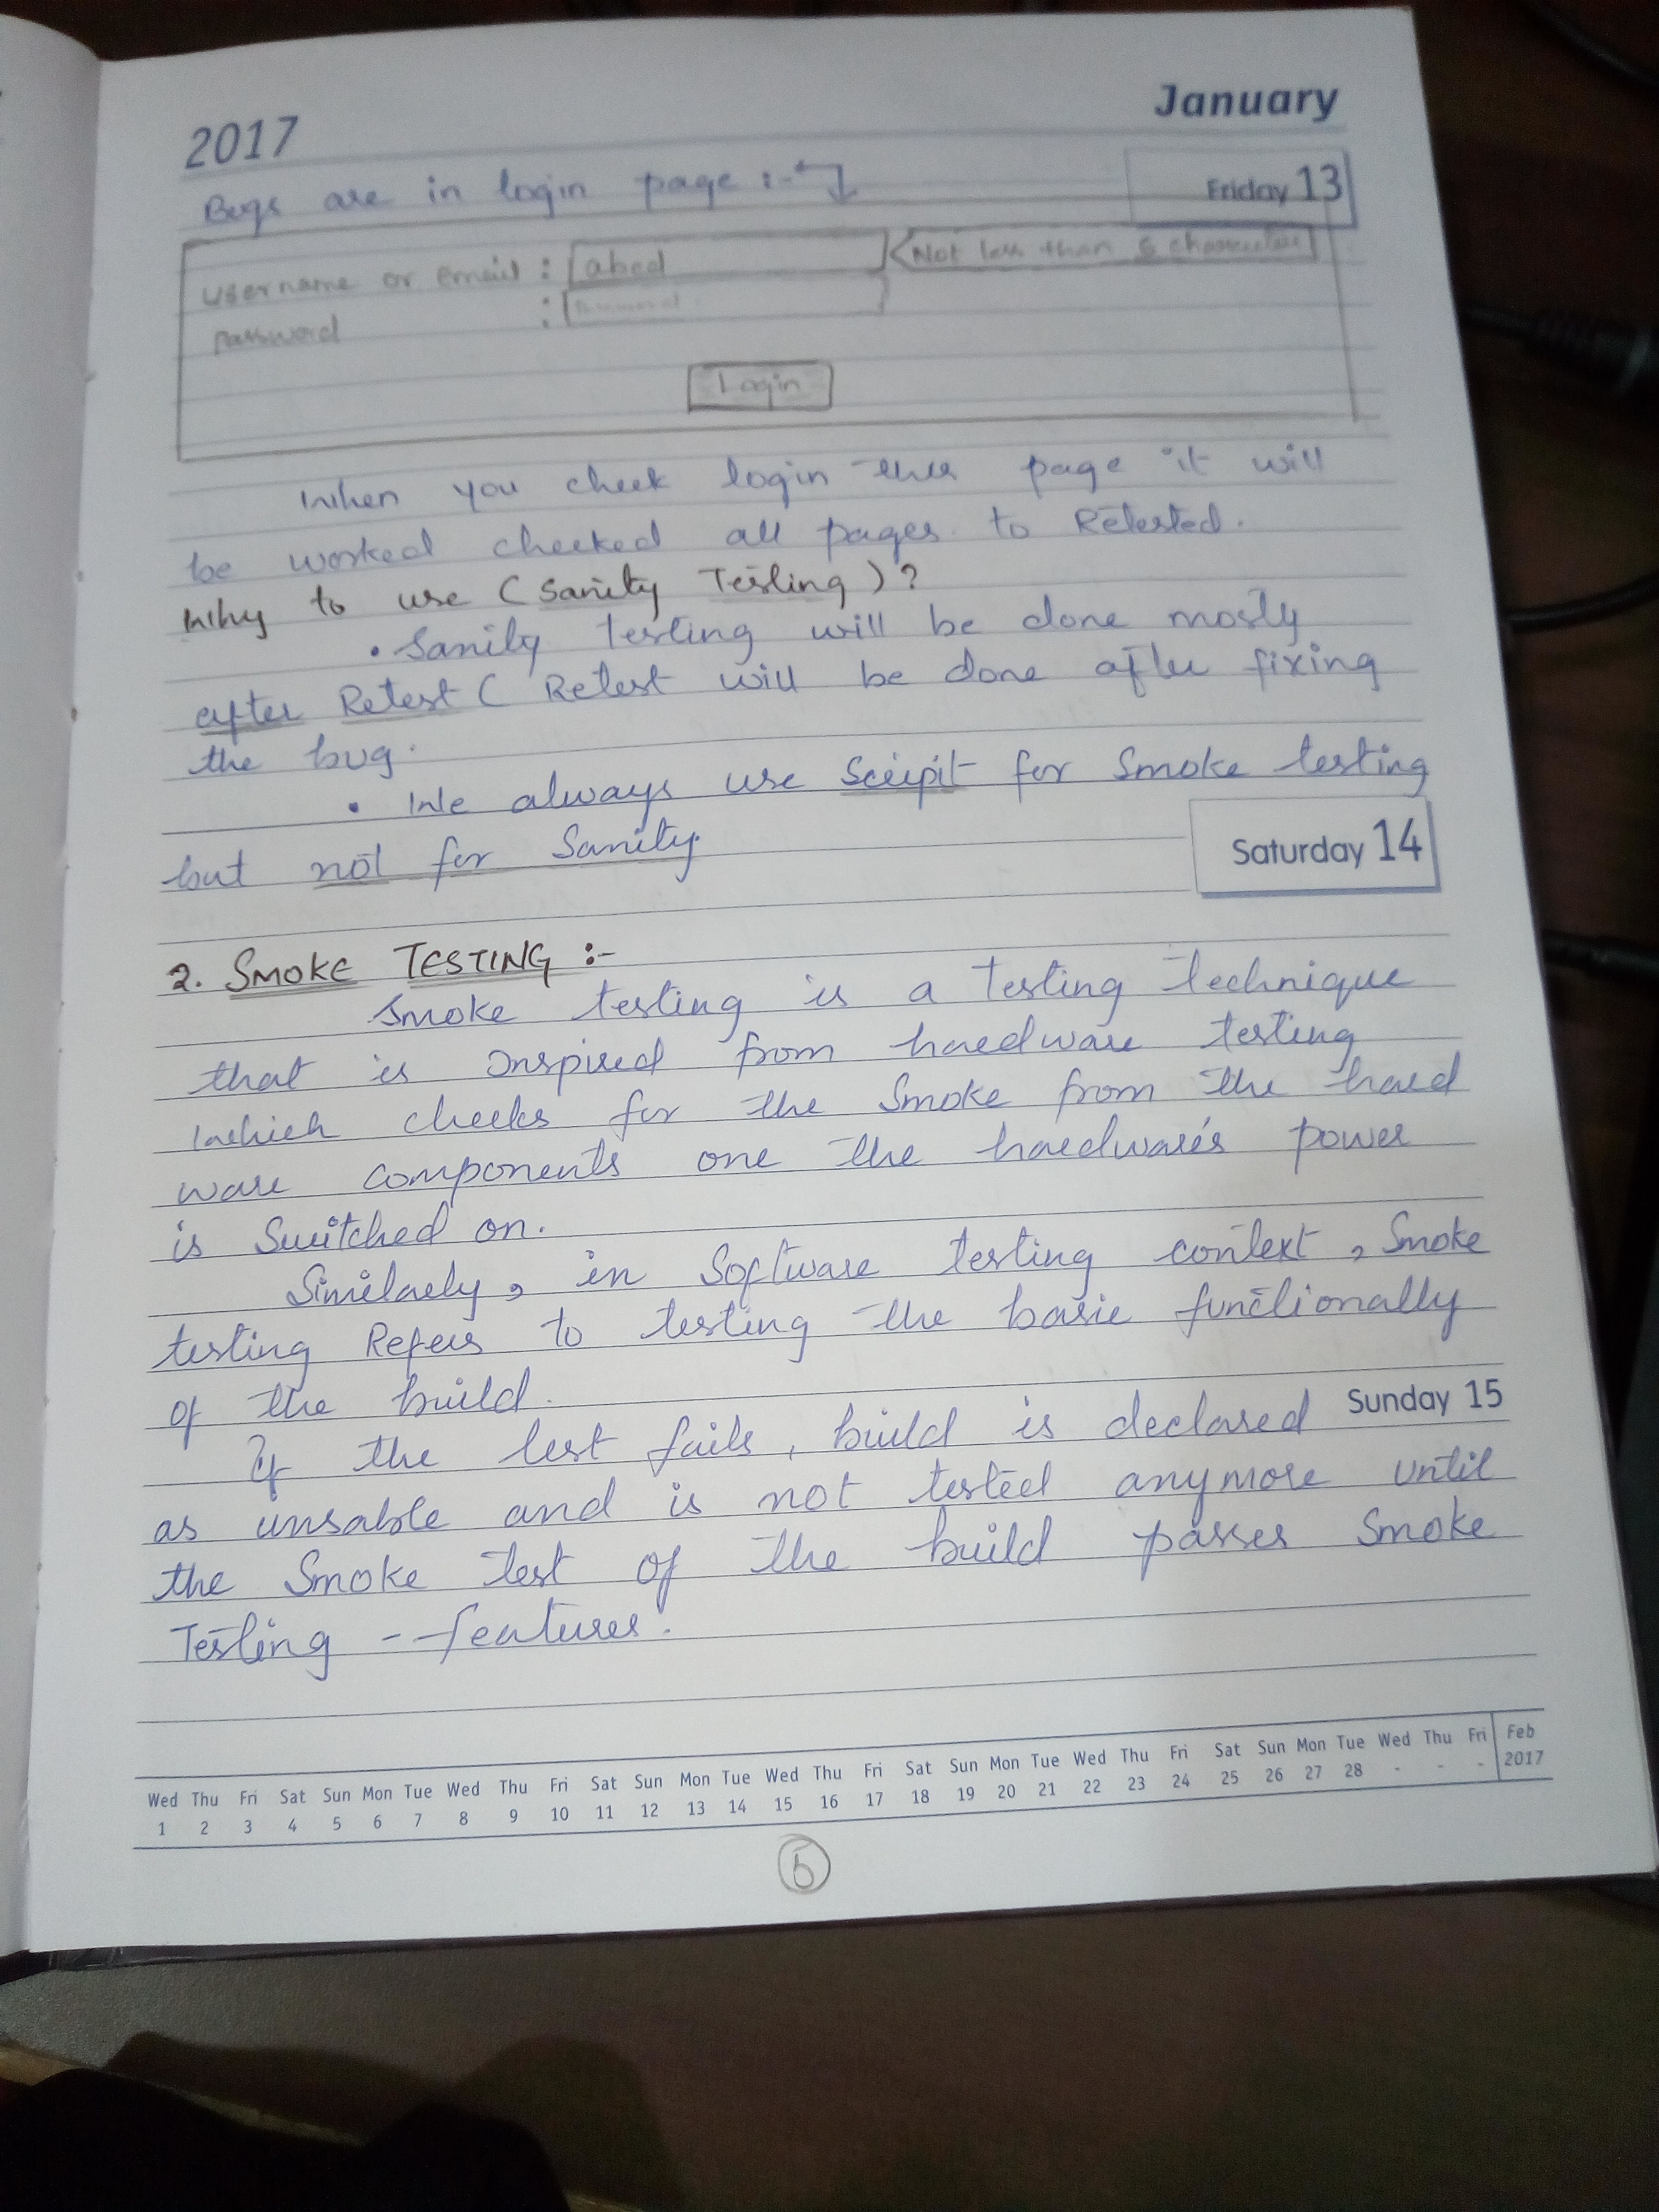 2017
January
Friday 13
Bugs are in login page :-
username or email : abcd
Not less than 6 character
password :
Login
When you check login this page it will
be worked checked all pages to Retested.
Why to use (Sanity Testing)?
• Sanity testing will be done mostly
after Retest ( Retest will be done after fixing
the bug.
• We always use Scripit for Smoke testing
but not for Sanity.
Saturday 14
2. SMOKE TESTING :-
Smoke testing is a Testing Technique
that is Inspired from hardware testing
which checks for the Smoke from the hard
ware components one the hardware's power
is Switched on.
Similarly, in Software testing context, Smoke
testing Refers to testing the basic functionally
of the build.
Sunday 15
If the test fails, build is declared
as unsable and is not tested anymore until
the Smoke test of the build passes Smoke
Testing -- features.
Wed Thu Fri Sat Sun Mon Tue Wed Thu Fri Sat Sun Mon Tue Wed Thu Fri Sat Sun Mon Tue Wed Thu Fri Sat Sun Mon Tue Wed Thu Fri Feb
1 2 3 4 5 6 7 8 9 10 11 12 13 14 15 16 17 18 19 20 21 22 23 24 25 26 27 28 - - - 2017